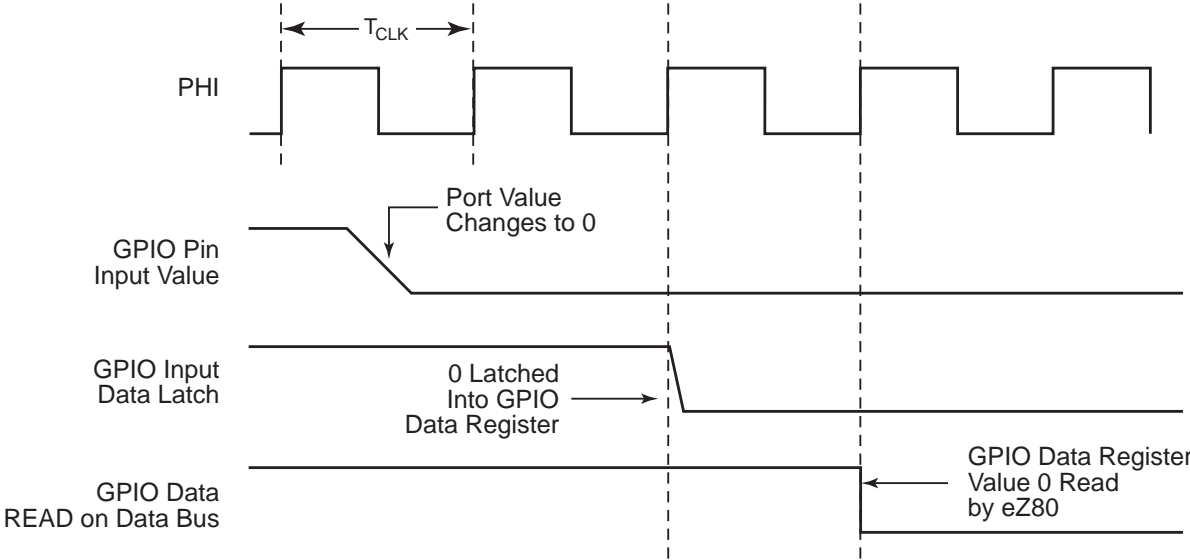 TCLK
PHI
Port Value
Changes to 0
GPIO Pin
Input Value
GPIO Input
Data Latch
0 Latched
Into GPIO
Data Register
GPIO Data Register
Value 0 Read
by eZ80
GPIO Data
READ on Data Bus